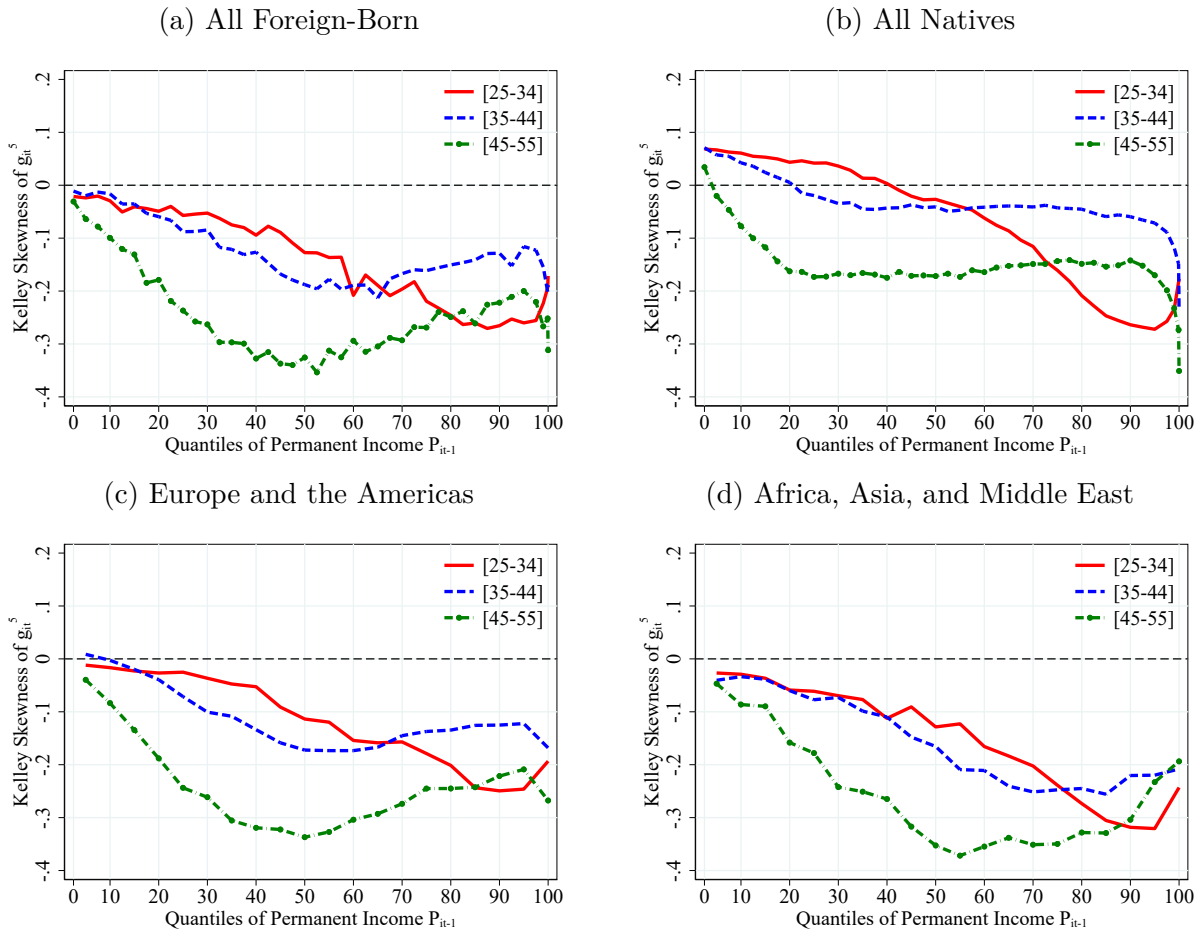 (a) All Foreign-Born
(b) All Natives
Kelley Skewness of g_it^5
.2
.1
0
-.1
-.2
-.3
-.4
[25-34]
[35-44]
[45-55]
0 10 20 30 40 50 60 70 80 90 100
Quantiles of Permanent Income P_it-1
Kelley Skewness of g_it^5
.2
.1
0
-.1
-.2
-.3
-.4
[25-34]
[35-44]
[45-55]
0 10 20 30 40 50 60 70 80 90 100
Quantiles of Permanent Income P_it-1
(c) Europe and the Americas
(d) Africa, Asia, and Middle East
Kelley Skewness of g_it^5
.2
.1
0
-.1
-.2
-.3
-.4
[25-34]
[35-44]
[45-55]
0 10 20 30 40 50 60 70 80 90 100
Quantiles of Permanent Income P_it-1
Kelley Skewness of g_it^5
.2
.1
0
-.1
-.2
-.3
-.4
[25-34]
[35-44]
[45-55]
0 10 20 30 40 50 60 70 80 90 100
Quantiles of Permanent Income P_it-1